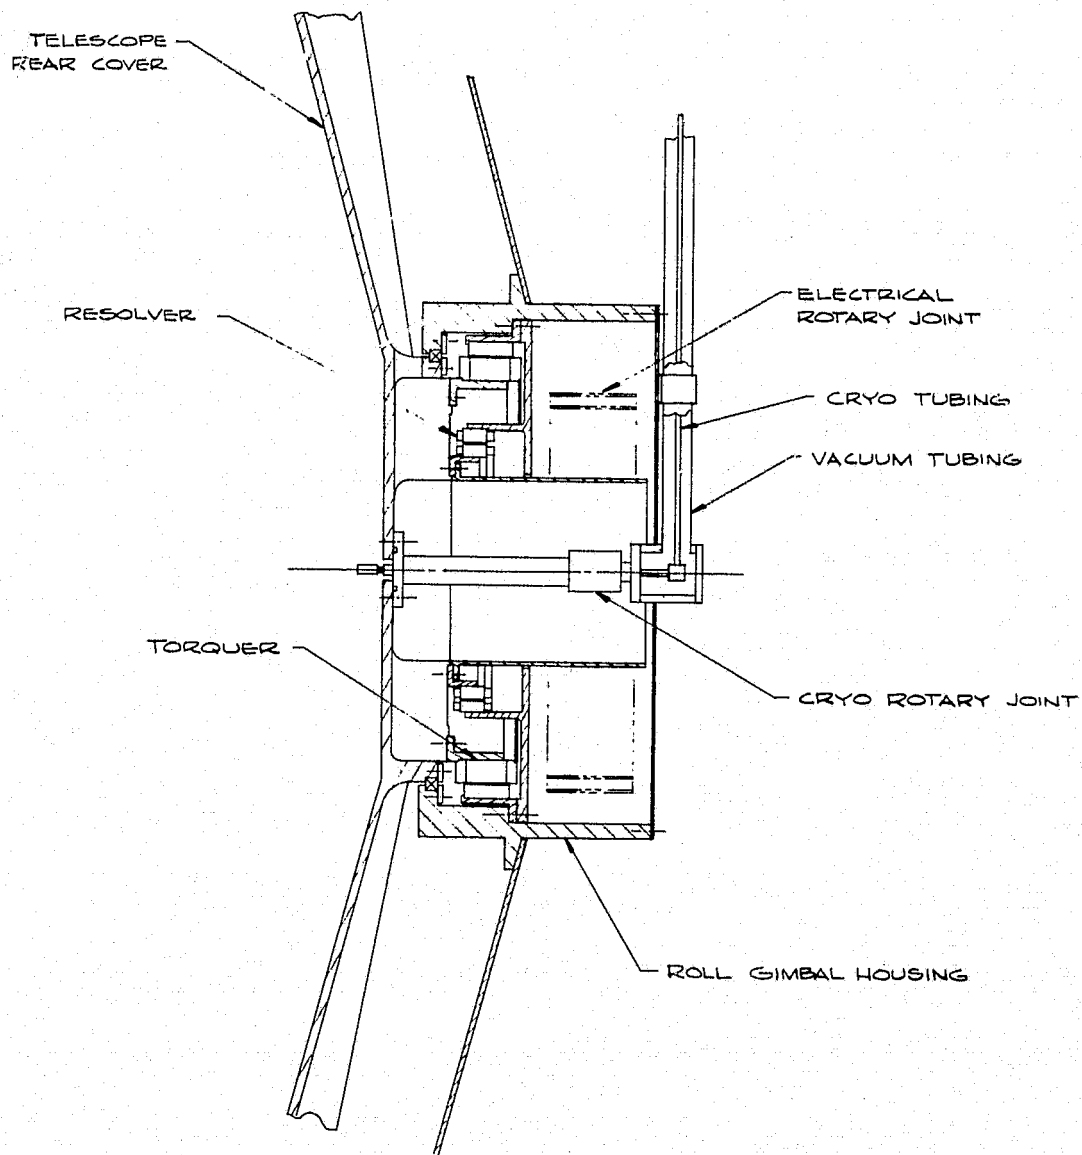 TELESCOPE
REAR COVER
RESOLVER
ELECTRICAL
ROTARY JOINT
CRYO TUBING
VACUUM TUBING
TORQUER
CRYO ROTARY JOINT
ROLL GIMBAL HOUSING